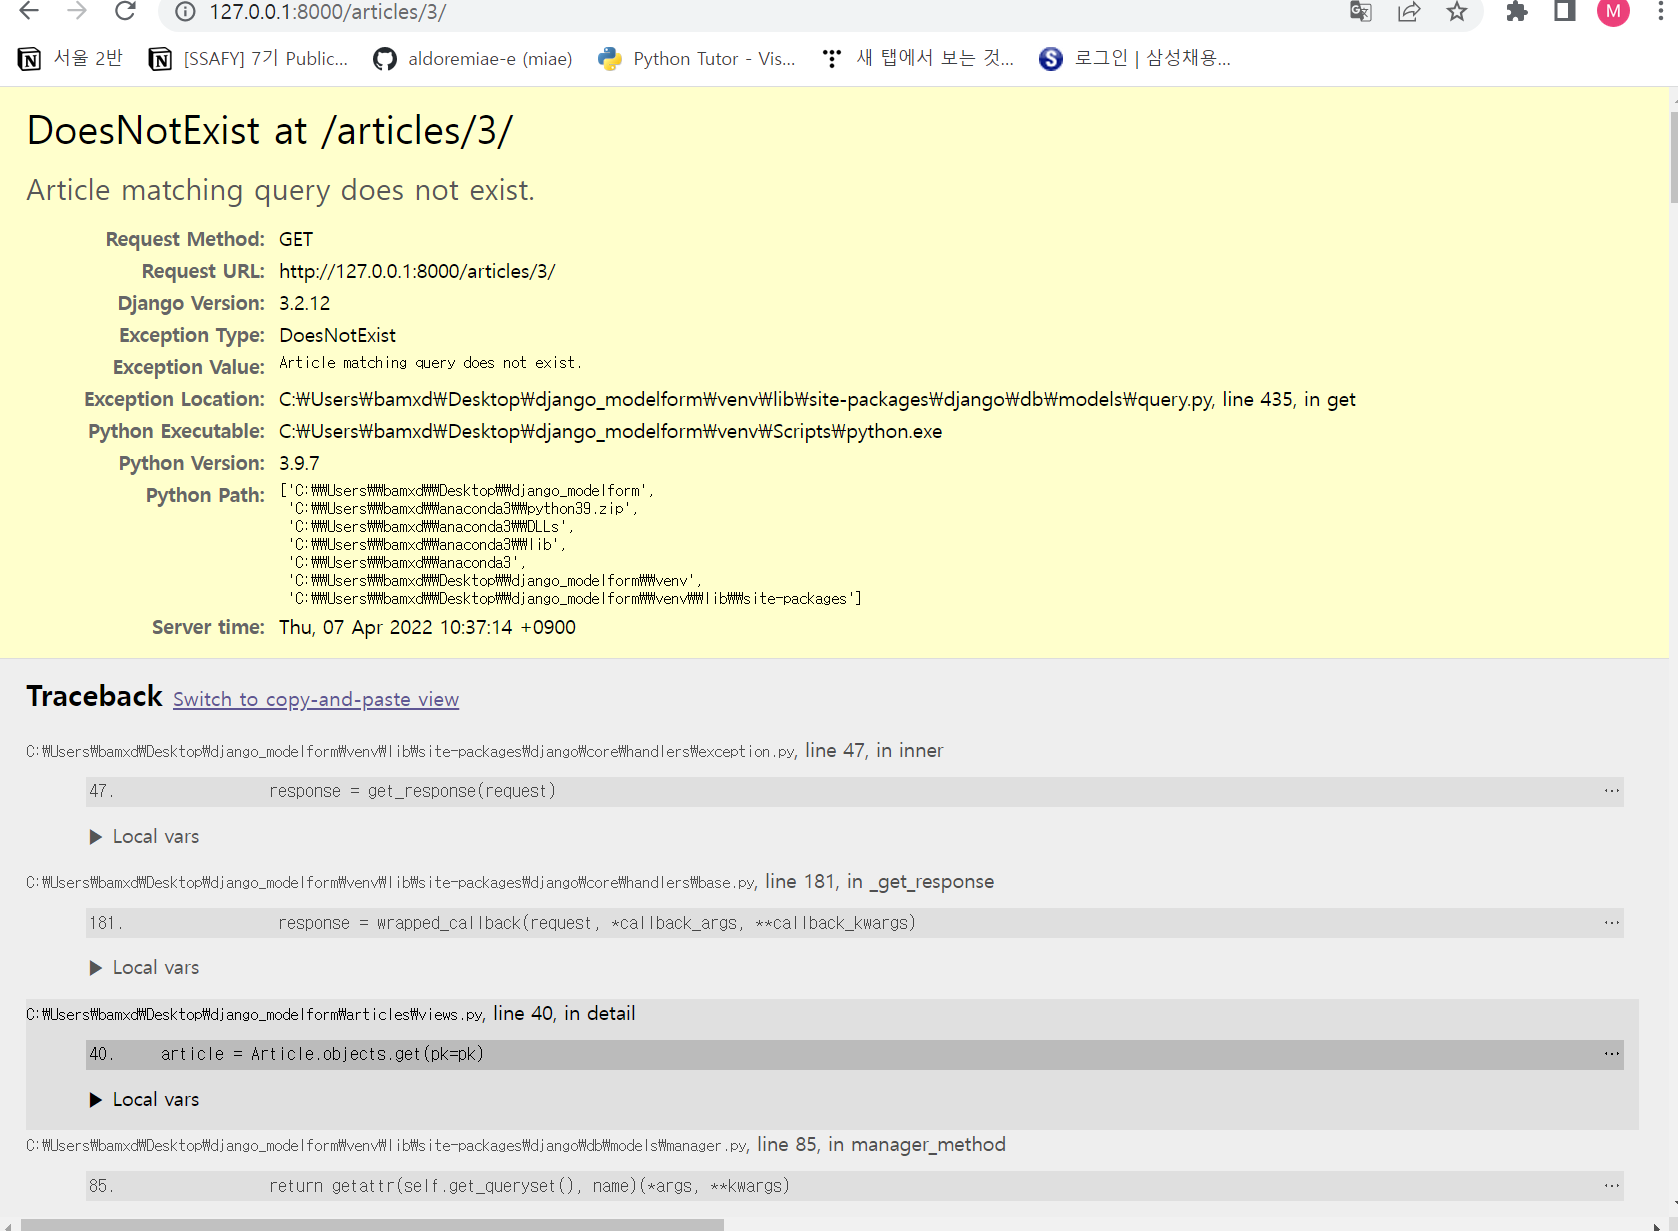 127.0.0.1:8000/articles/3/
M
서울 2반 [SSAFY] 7기 Public... aldoremiae-e (miae) Python Tutor - Vis... 새 탭에서 보는 것... 로그인 | 삼성채용...
DoesNotExist at /articles/3/
Article matching query does not exist.
Request Method: GET
Request URL: http://127.0.0.1:8000/articles/3/
Django Version: 3.2.12
Exception Type: DoesNotExist
Exception Value: Article matching query does not exist.
Exception Location: C:₩Users₩bamxd₩Desktop₩django_modelform₩venv₩lib₩site-packages₩django₩db₩models₩query.py, line 435, in get
Python Executable: C:₩Users₩bamxd₩Desktop₩django_modelform₩venv₩Scripts₩python.exe
Python Version: 3.9.7
Python Path: ['C:₩₩Users₩₩bamxd₩₩Desktop₩₩django_modelform',
'C:₩₩Users₩₩bamxd₩₩anaconda3₩₩python39.zip',
'C:₩₩Users₩₩bamxd₩₩anaconda3₩₩DLLs',
'C:₩₩Users₩₩bamxd₩₩anaconda3₩₩lib',
'C:₩₩Users₩₩bamxd₩₩anaconda3',
'C:₩₩Users₩₩bamxd₩₩Desktop₩₩django_modelform₩₩venv',
'C:₩₩Users₩₩bamxd₩₩Desktop₩₩django_modelform₩₩venv₩₩lib₩₩site-packages']
Server time: Thu, 07 Apr 2022 10:37:14 +0900
Traceback Switch to copy-and-paste view
C:₩Users₩bamxd₩Desktop₩django_modelform₩venv₩lib₩site-packages₩django₩core₩handlers₩exception.py, line 47, in inner
47. response = get_response(request) ...
▶ Local vars
C:₩Users₩bamxd₩Desktop₩django_modelform₩venv₩lib₩site-packages₩django₩core₩handlers₩base.py, line 181, in _get_response
181. response = wrapped_callback(request, *callback_args, **callback_kwargs) ...
▶ Local vars
C:₩Users₩bamxd₩Desktop₩django_modelform₩articles₩views.py, line 40, in detail
40. article = Article.objects.get(pk=pk) ...
▶ Local vars
C:₩Users₩bamxd₩Desktop₩django_modelform₩venv₩lib₩site-packages₩django₩db₩models₩manager.py, line 85, in manager_method
85. return getattr(self.get_queryset(), name)(*args, **kwargs) ...